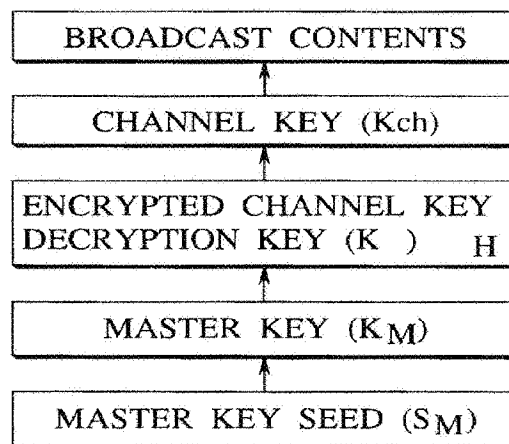 BROADCAST CONTENTS
CHANNEL KEY (Kch)
ENCRYPTED CHANNEL KEY
DECRYPTION KEY (K ) H
MASTER KEY (KM)
MASTER KEY SEED (SM)